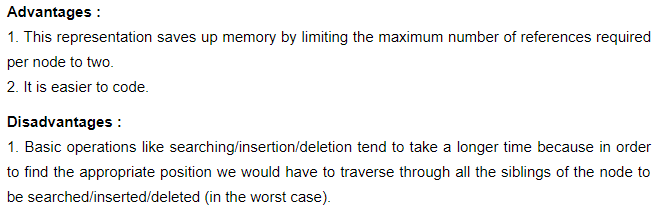 Advantages :
1. This representation saves up memory by limiting the maximum number of references required
per node to two.
2. It is easier to code.
Disadvantages :
1. Basic operations like searching/insertion/deletion tend to take a longer time because in order
to find the appropriate position we would have to traverse through all the siblings of the node to
be searched/inserted/deleted (in the worst case).